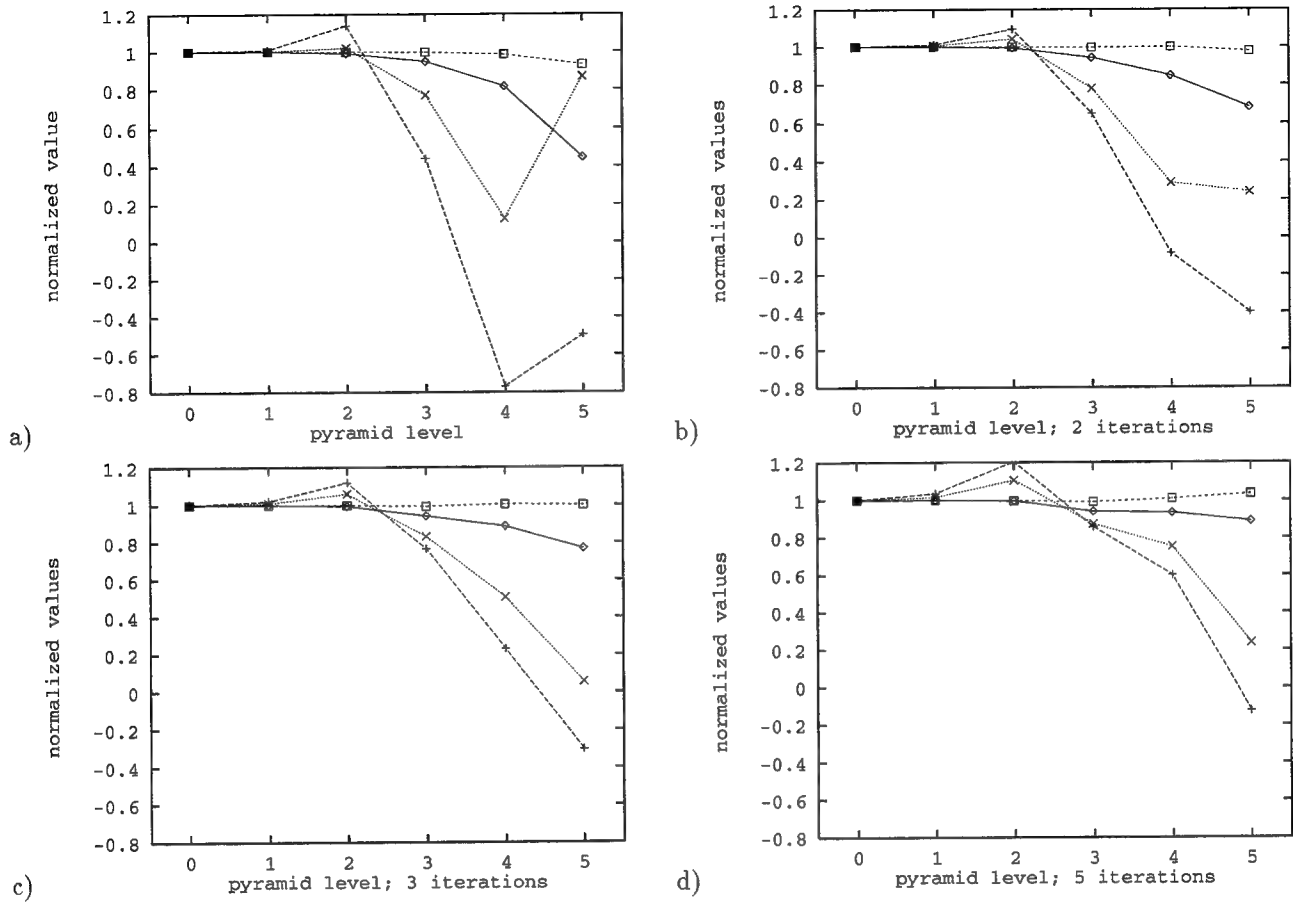 a)
normalized value
1.2
1
0.8
0.6
0.4
0.2
0
-0.2
-0.4
-0.6
-0.8
0 1 2 3 4 5
pyramid level
b)
normalized values
1.2
1
0.8
0.6
0.4
0.2
0
-0.2
-0.4
-0.6
-0.8
0 1 2 3 4 5
pyramid level; 2 iterations
c)
normalized values
1.2
1
0.8
0.6
0.4
0.2
0
-0.2
-0.4
-0.6
-0.8
0 1 2 3 4 5
pyramid level; 3 iterations
d)
normalized values
1.2
1
0.8
0.6
0.4
0.2
0
-0.2
-0.4
-0.6
-0.8
0 1 2 3 4 5
pyramid level; 5 iterations